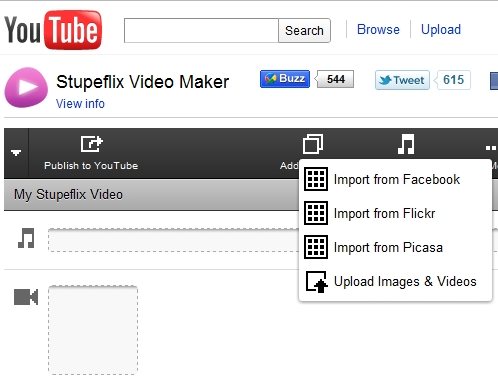 YouTube
Search
Browse
Upload
Stupeflix Video Maker
View info
Buzz
544
Tweet
615
Publish to YouTube
My Stupeflix Video
Import from Facebook
Import from Flickr
Import from Picasa
Upload Images & Videos